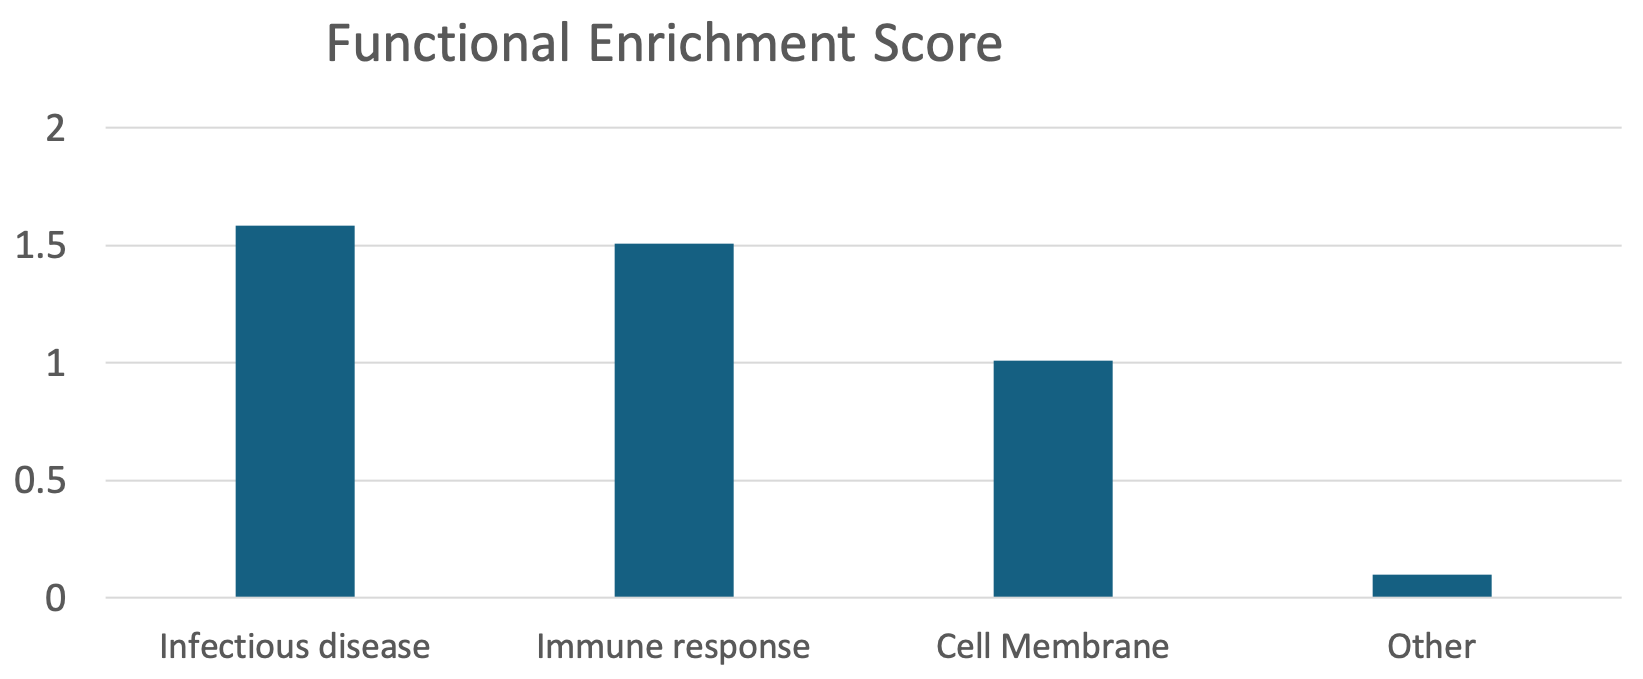 Functional Enrichment Score
2
1.5
1
0.5
0
Infectious disease
Immune response
Cell Membrane
Other